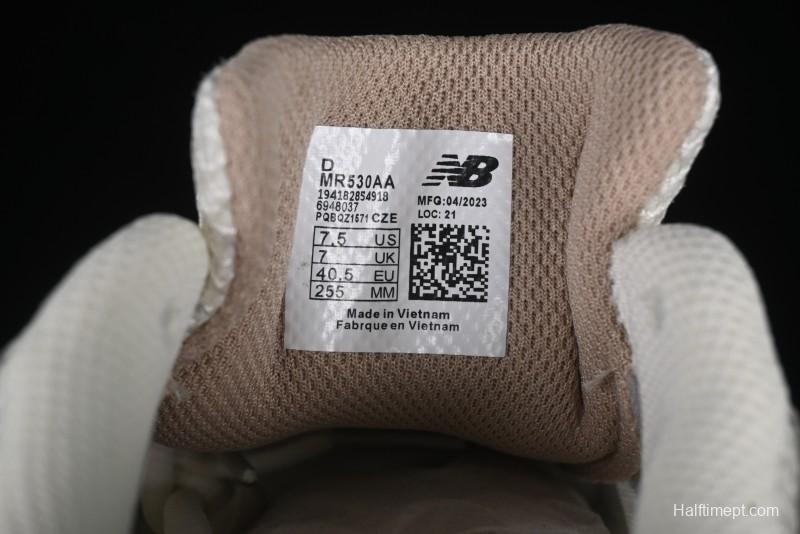 D
MR530AA
194182854918
6948037
PQBQZ1571 CZE
NB
MFG:04/2023
LOC: 21
7.5 US
7 UK
40.5 EU
255 MM
Made in Vietnam
Fabrque en Vietnam
Halftimept.com